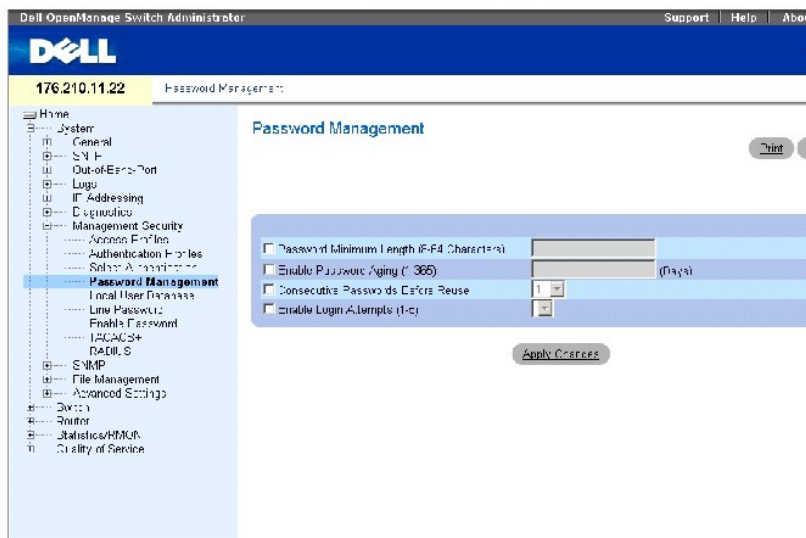 Dell OpenManage Switch Administrator Support Help
DELL
176.210.11.22 Password Management
Home
System
General
Out-of-Band-Port
Logs
IP Addressing
Diagnostics
Management Security
Access Profiles
Authentication Profiles
Select Authentication
Password Management
Local User Database
Line Password
Enable Password
TACACS+
RADIUS
SNMP
File Management
Advanced Settings
Switch
Router
Statistics/RMON
Quality of Service
Password Management
Print
Password Minimum Length (8-64 Characters)
Enable Password Aging (1-365) (Days)
Consecutive Passwords Before Reuse 1
Enable Login Attempts (1-5)
Apply Changes